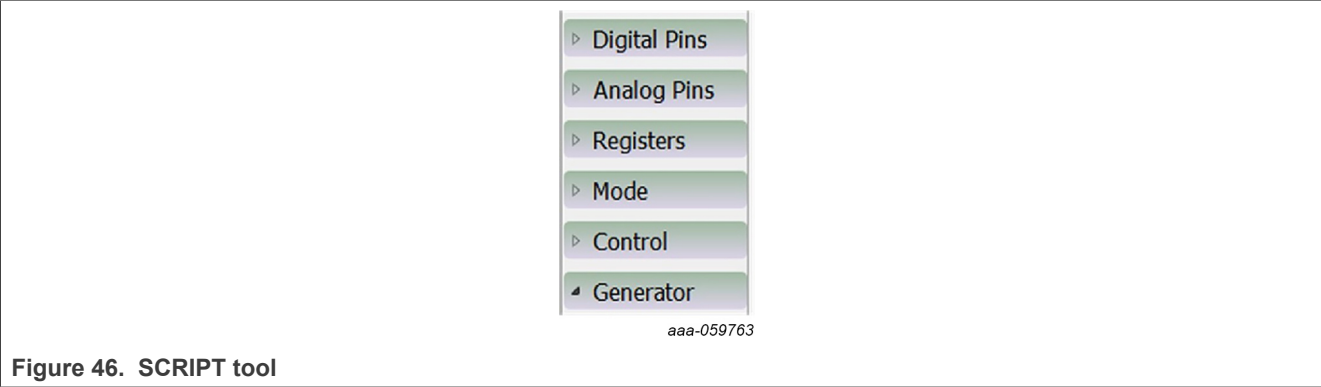 Digital Pins
Analog Pins
Registers
Mode
Control
Generator
aaa-059763
Figure 46. SCRIPT tool